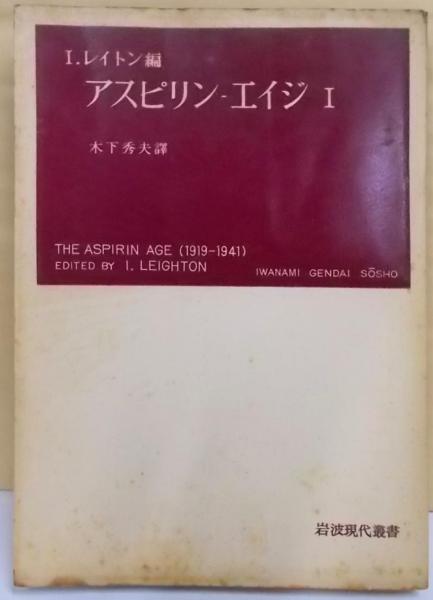 I. レイトン編
アスピリン-エイジ I
木下秀夫譯
THE ASPIRIN AGE (1919-1941)
EDITED BY I. LEIGHTON
IWANAMI GENDAI SŌSHO
岩波現代叢書